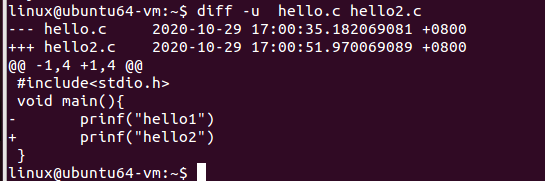 linux@ubuntu64-vm:~$ diff -u  hello.c hello2.c
--- hello.c     2020-10-29 17:00:35.182069081 +0800
+++ hello2.c    2020-10-29 17:00:51.970069089 +0800
@@ -1,4 +1,4 @@
 #include<stdio.h>
 void main(){
-       prinf("hello1")
+       prinf("hello2")
 }
linux@ubuntu64-vm:~$